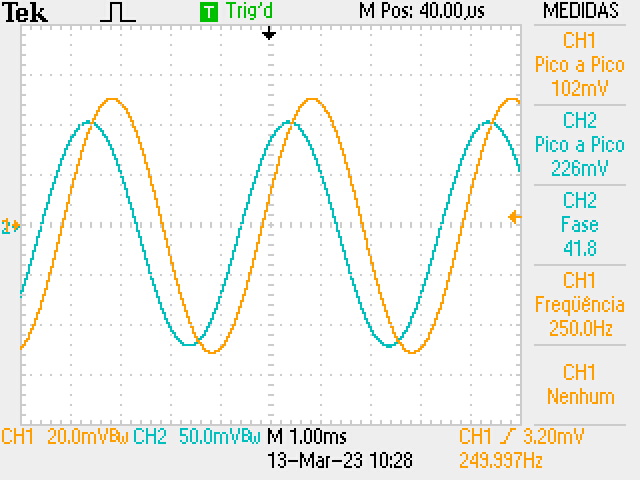 Tek T Trig'd M Pos: 40.00µs MEDIDAS
CH1
Pico a Pico
102mV
CH2
Pico a Pico
226mV
CH2
Fase
41.8
CH1
Freqüência
250.0Hz
CH1
Nenhum
2
CH1 20.0mVBw CH2 50.0mVBw M 1.00ms CH1 3.20mV
13-Mar-23 10:28 249.997Hz